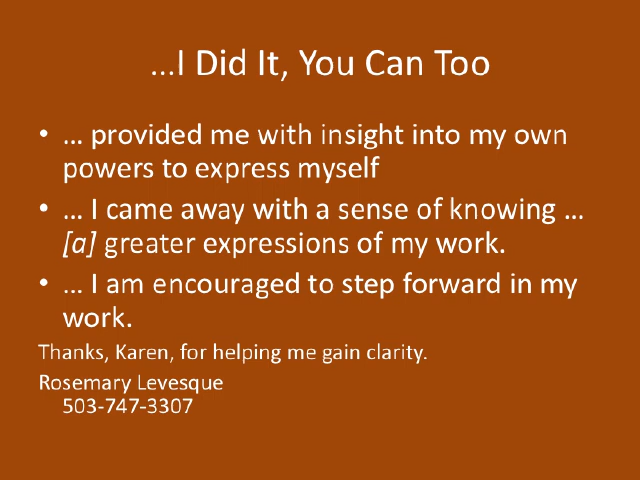 ...I Did It, You Can Too
• ... provided me with insight into my own
powers to express myself
• ... I came away with a sense of knowing ...
[a] greater expressions of my work.
• ... I am encouraged to step forward in my
work.
Thanks, Karen, for helping me gain clarity.
Rosemary Levesque
503-747-3307